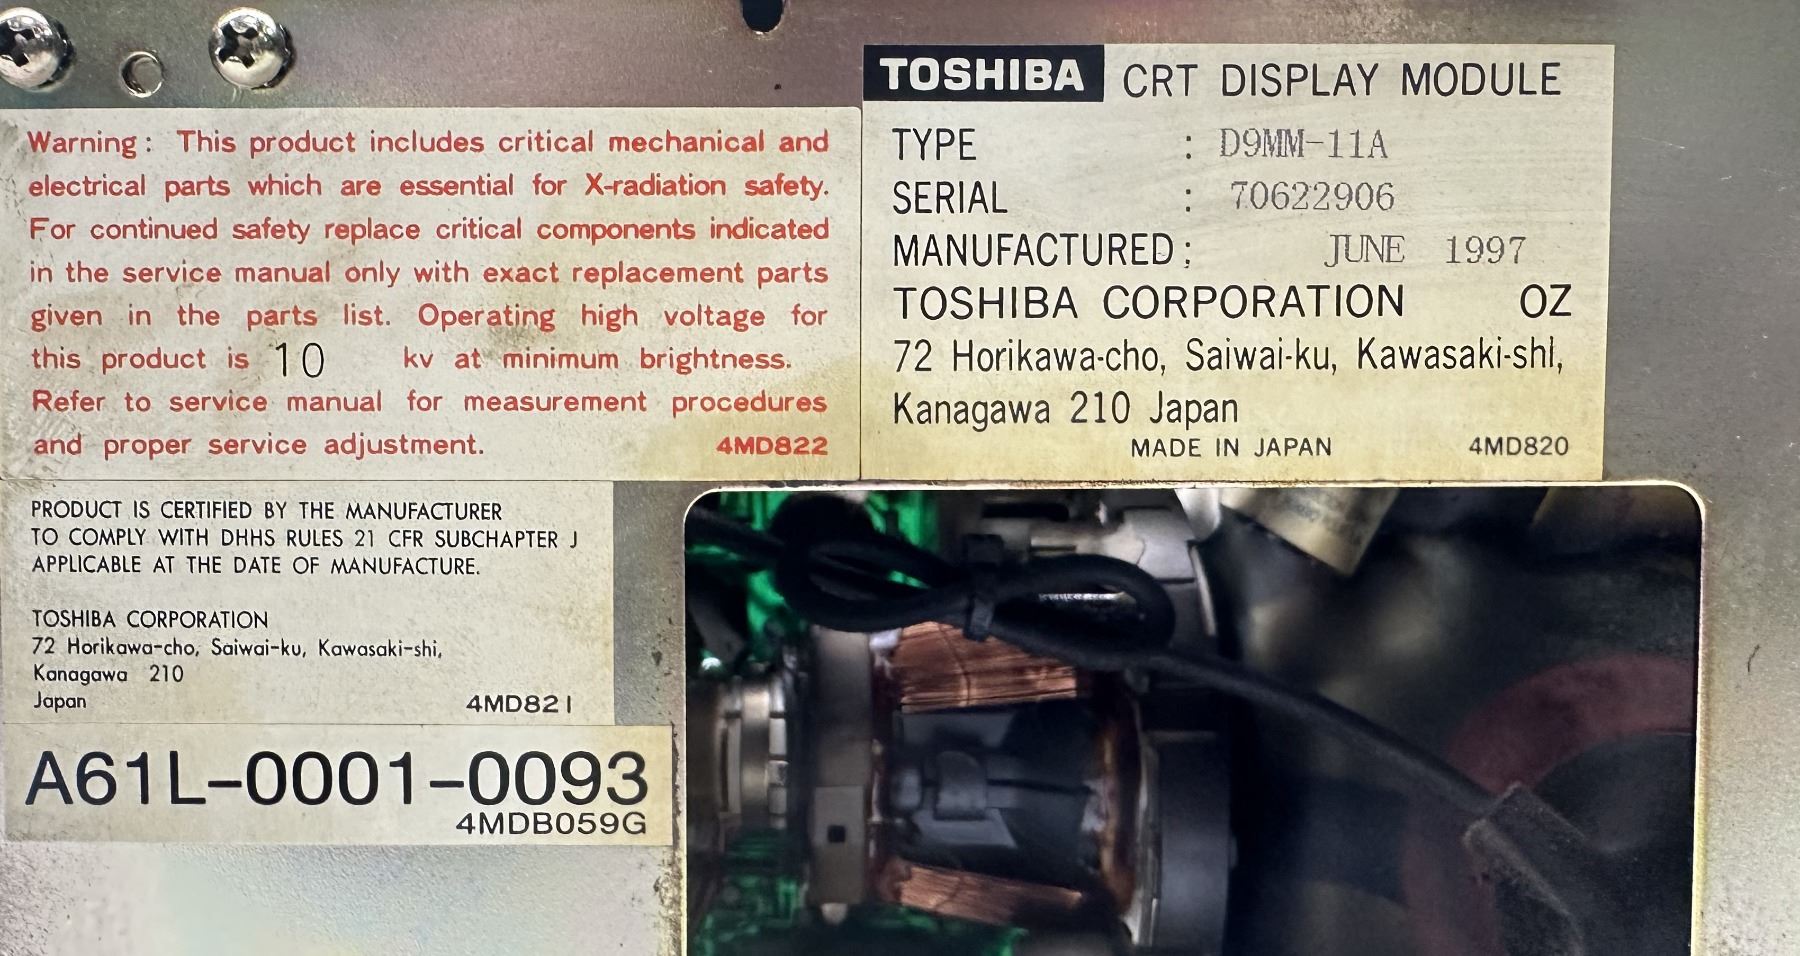 TOSHIBA CRT DISPLAY MODULE
TYPE : D9MM-11A
SERIAL : 70622906
MANUFACTURED: JUNE 1997
TOSHIBA CORPORATION OZ
72 Horikawa-cho, Saiwai-ku, Kawasaki-shi,
Kanagawa 210 Japan
MADE IN JAPAN 4MD820
Warning: This product includes critical mechanical and
electrical parts which are essential for X-radiation safety.
For continued safety replace critical components indicated
in the service manual only with exact replacement parts
given in the parts list. Operating high voltage for
this product is 10 kv at minimum brightness.
Refer to service manual for measurement procedures
and proper service adjustment. 4MD822
PRODUCT IS CERTIFIED BY THE MANUFACTURER
TO COMPLY WITH DHHS RULES 21 CFR SUBCHAPTER J
APPLICABLE AT THE DATE OF MANUFACTURE.
TOSHIBA CORPORATION
72 Horikawa-cho, Saiwai-ku, Kawasaki-shi,
Kanagawa 210
Japan 4MD821
A61L-0001-0093
4MDB059G